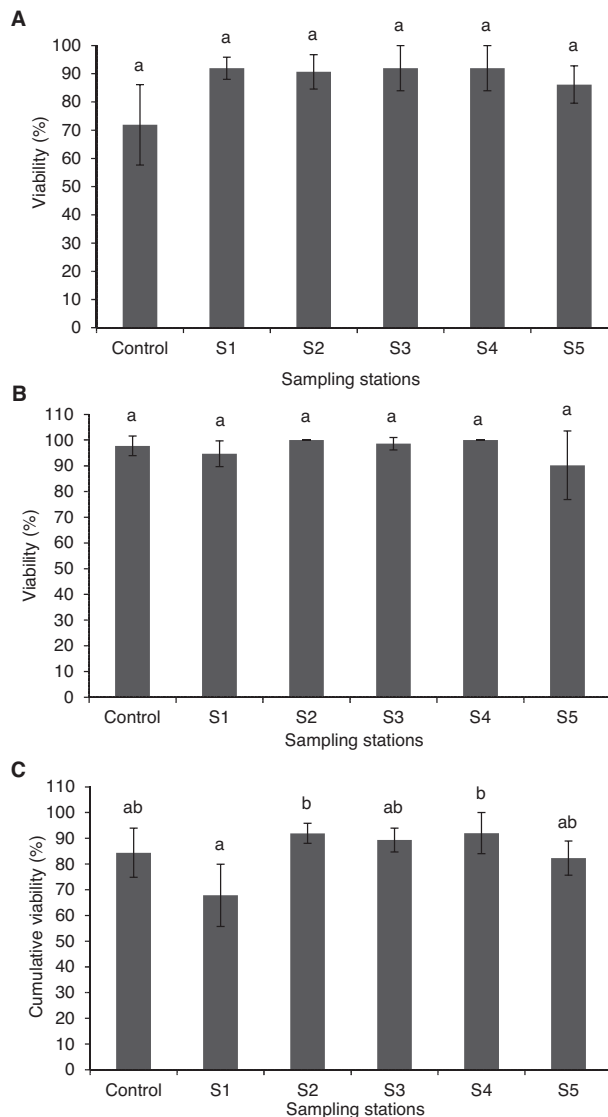 A
a a a a a a
100
90
80
70
60
50
40
30
20
10
0
Viability (%)
Control S1 S2 S3 S4 S5
Sampling stations
B
a a a a a a
110
100
90
80
70
60
50
40
30
20
10
0
Viability (%)
Control S1 S2 S3 S4 S5
Sampling stations
C
ab a b ab b ab
110
100
90
80
70
60
50
40
30
20
10
0
Cumulative viability (%)
Control S1 S2 S3 S4 S5
Sampling stations